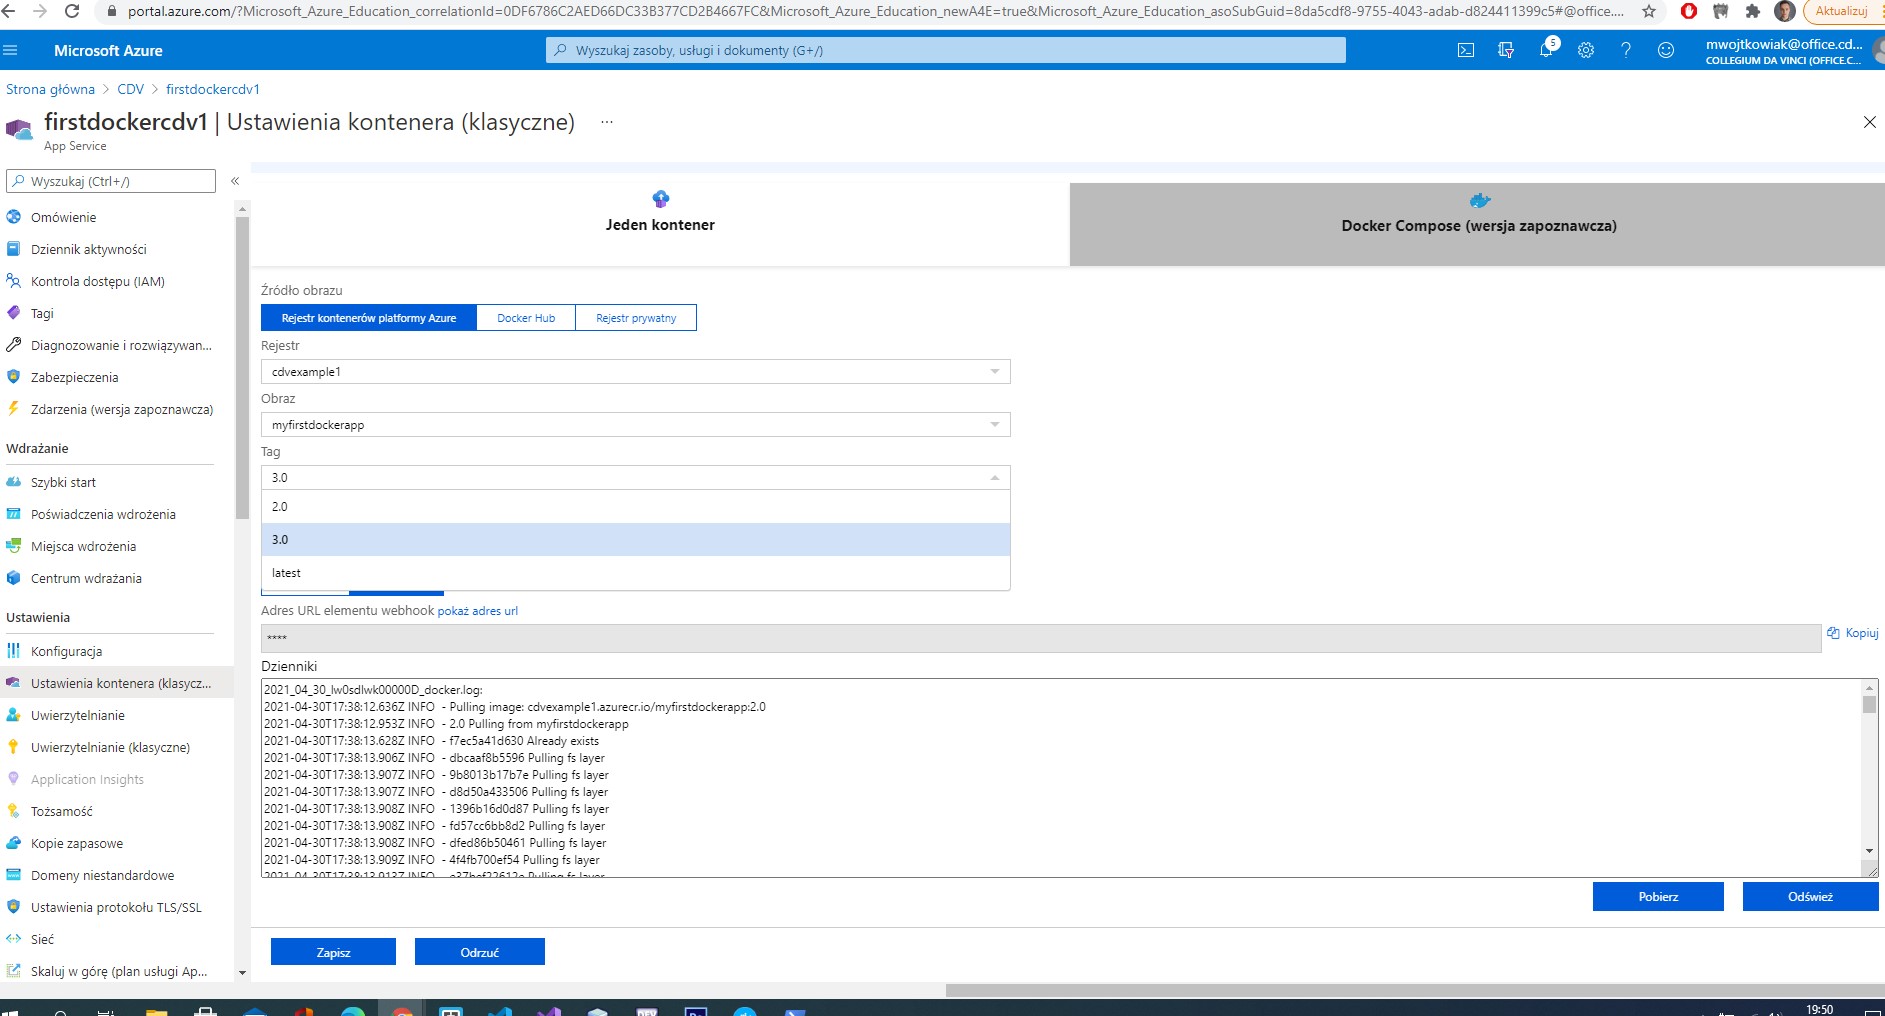 portal.azure.com/?Microsoft_Azure_Education_correlationId=0DF6786C2AED66DC33B377CD2B4667FC&Microsoft_Azure_Education_newA4E=true&Microsoft_Azure_Education_asoSubGuid=8da5cdf8-9755-4043-adab-d824411399c5#@office....
Aktualizuj
Microsoft Azure
Wyszukaj zasoby, usługi i dokumenty (G+/)
5
mwojtkowiak@office.cd...
COLLEGIUM DA VINCI (OFFICE.C...
Strona główna > CDV > firstdockercdv1
firstdockercdv1 | Ustawienia kontenera (klasyczne) ...
App Service
Wyszukaj (Ctrl+/)
«
Omówienie
Dziennik aktywności
Kontrola dostępu (IAM)
Tagi
Diagnozowanie i rozwiązywan...
Zabezpieczenia
Zdarzenia (wersja zapoznawcza)
Wdrażanie
Szybki start
Poświadczenia wdrożenia
Miejsca wdrożenia
Centrum wdrażania
Ustawienia
Konfiguracja
Ustawienia kontenera (klasycz...
Uwierzytelnianie
Uwierzytelnianie (klasyczne)
Application Insights
Tożsamość
Kopie zapasowe
Domeny niestandardowe
Ustawienia protokołu TLS/SSL
Sieć
Skaluj w górę (plan usługi Ap...
Jeden kontener
Docker Compose (wersja zapoznawcza)
Źródło obrazu
Rejestr kontenerów platformy Azure
Docker Hub
Rejestr prywatny
Rejestr
cdvexample1
Obraz
myfirstdockerapp
Tag
3.0
2.0
3.0
latest
Adres URL elementu webhook pokaż adres url
****
Kopiuj
Dzienniki
2021_04_30_lw0sdlwk00000D_docker.log:
2021-04-30T17:38:12.636Z INFO - Pulling image: cdvexample1.azurecr.io/myfirstdockerapp:2.0
2021-04-30T17:38:12.953Z INFO - 2.0 Pulling from myfirstdockerapp
2021-04-30T17:38:13.628Z INFO - f7ec5a41d630 Already exists
2021-04-30T17:38:13.906Z INFO - dbcaaf8b5596 Pulling fs layer
2021-04-30T17:38:13.907Z INFO - 9b8013b17b7e Pulling fs layer
2021-04-30T17:38:13.907Z INFO - d8d50a433506 Pulling fs layer
2021-04-30T17:38:13.908Z INFO - 1396b16d0d87 Pulling fs layer
2021-04-30T17:38:13.908Z INFO - fd57cc6bb8d2 Pulling fs layer
2021-04-30T17:38:13.908Z INFO - dfed86b50461 Pulling fs layer
2021-04-30T17:38:13.909Z INFO - 4f4fb700ef54 Pulling fs layer
2021-04-30T17:38:13.913Z INFO - e37bef22612e Pulling fs layer
Pobierz
Odśwież
Zapisz
Odrzuć
19:50